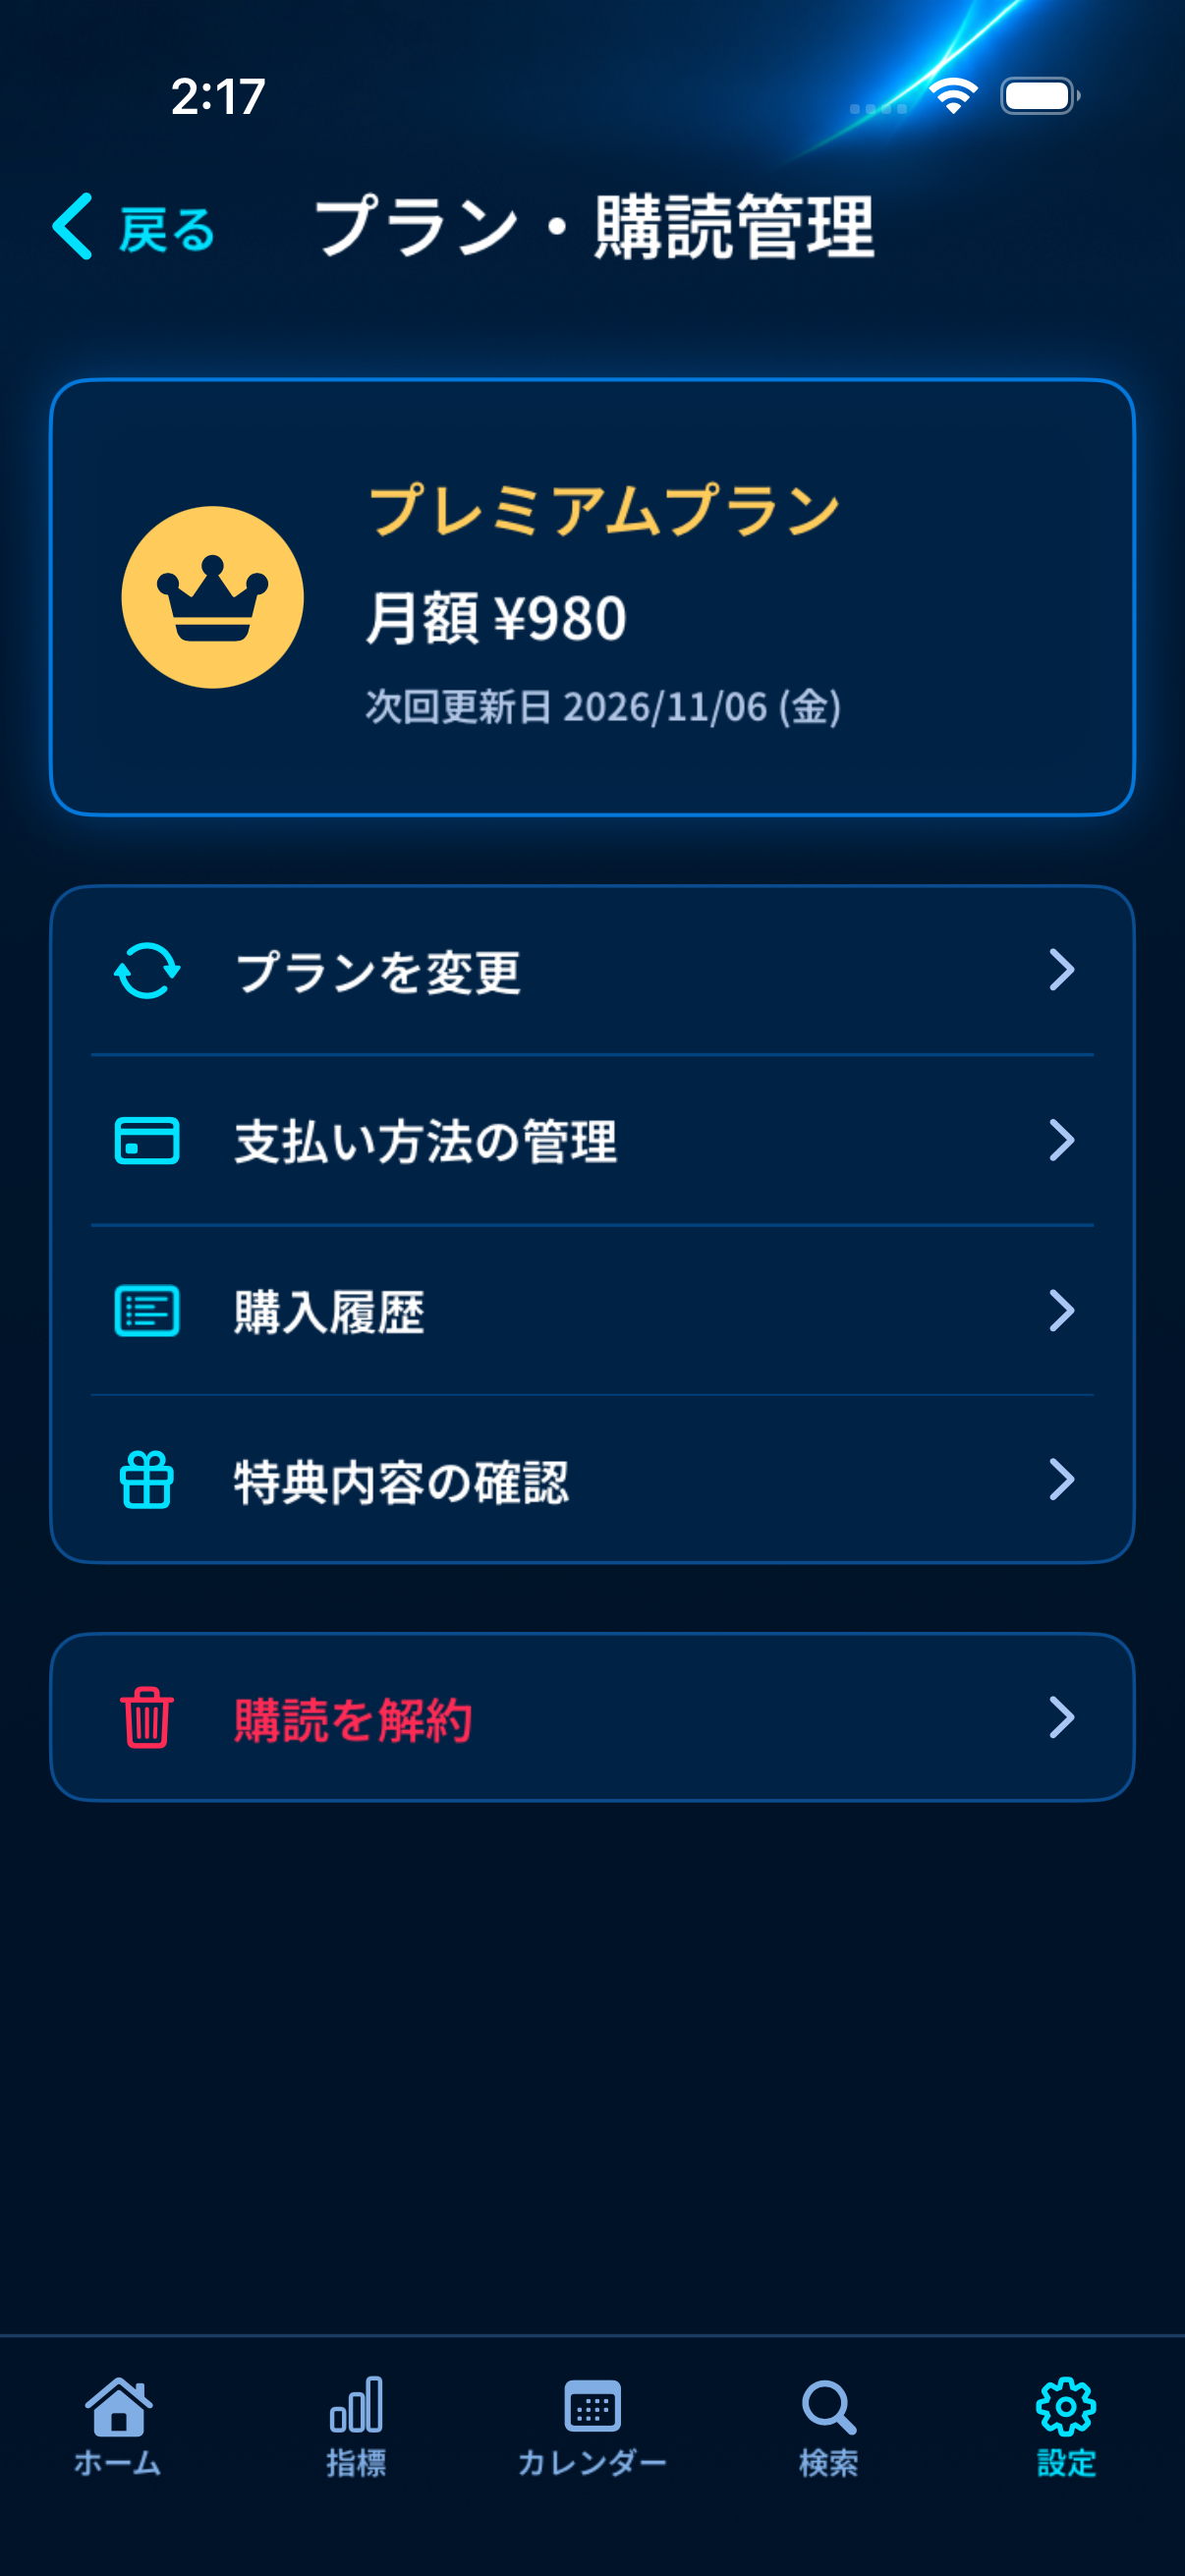 2:17
戻る
プラン・購読管理
プレミアムプラン
月額 ¥980
次回更新日 2026/11/06 (金)
プランを変更
支払い方法の管理
購入履歴
特典内容の確認
購読を解約
ホーム
指標
カレンダー
検索
設定